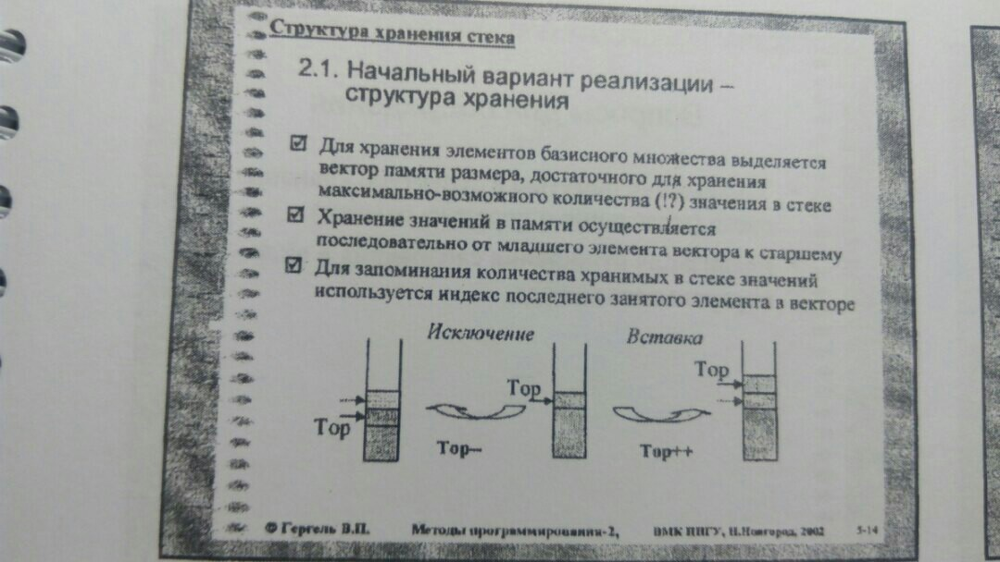 Структура хранения стека
2.1. Начальный вариант реализации –
структура хранения
Для хранения элементов базисного множества выделяется
вектор памяти размера, достаточного для хранения
максимально-возможного количества (!?) значения в стеке
Хранение значений в памяти осуществляется
последовательно от младшего элемента вектора к старшему
Для запоминания количества хранимых в стеке значений
используется индекс последнего занятого элемента в векторе
Исключение Вставка
Top Top Top
Top– Top++
© Гергель В.П. Методы программирования-2, ВМК ННГУ, Н.Новгород, 2002 5-14